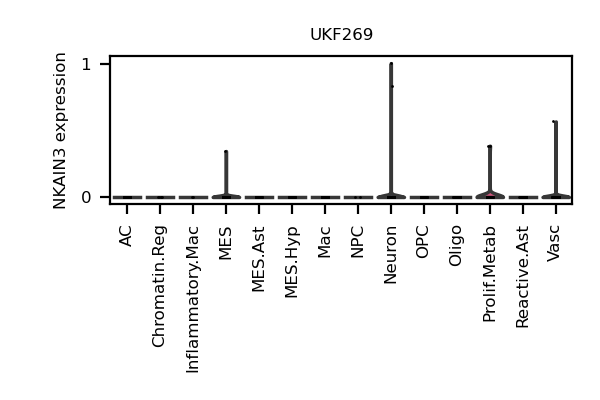 UKF269
NKAIN3 expression
1
0
AC
Chromatin.Reg
Inflammatory.Mac
MES
MES.Ast
MES.Hyp
Mac
NPC
Neuron
OPC
Oligo
Prolif.Metab
Reactive.Ast
Vasc